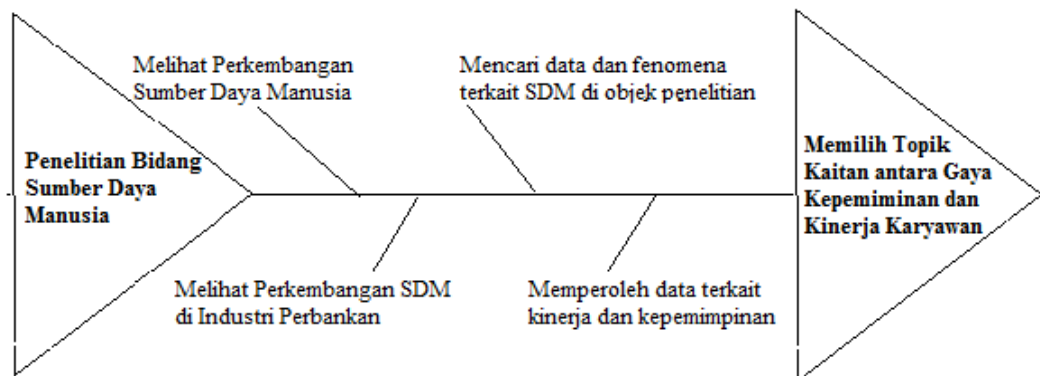 Penelitian Bidang
Sumber Daya
Manusia
Melihat Perkembangan
Sumber Daya Manusia
Melihat Perkembangan SDM
di Industri Perbankan
Mencari data dan fenomena
terkait SDM di objek penelitian
Memperoleh data terkait
kinerja dan kepemimpinan
Memilih Topik
Kaitan antara Gaya
Kepemiminan dan
Kinerja Karyawan